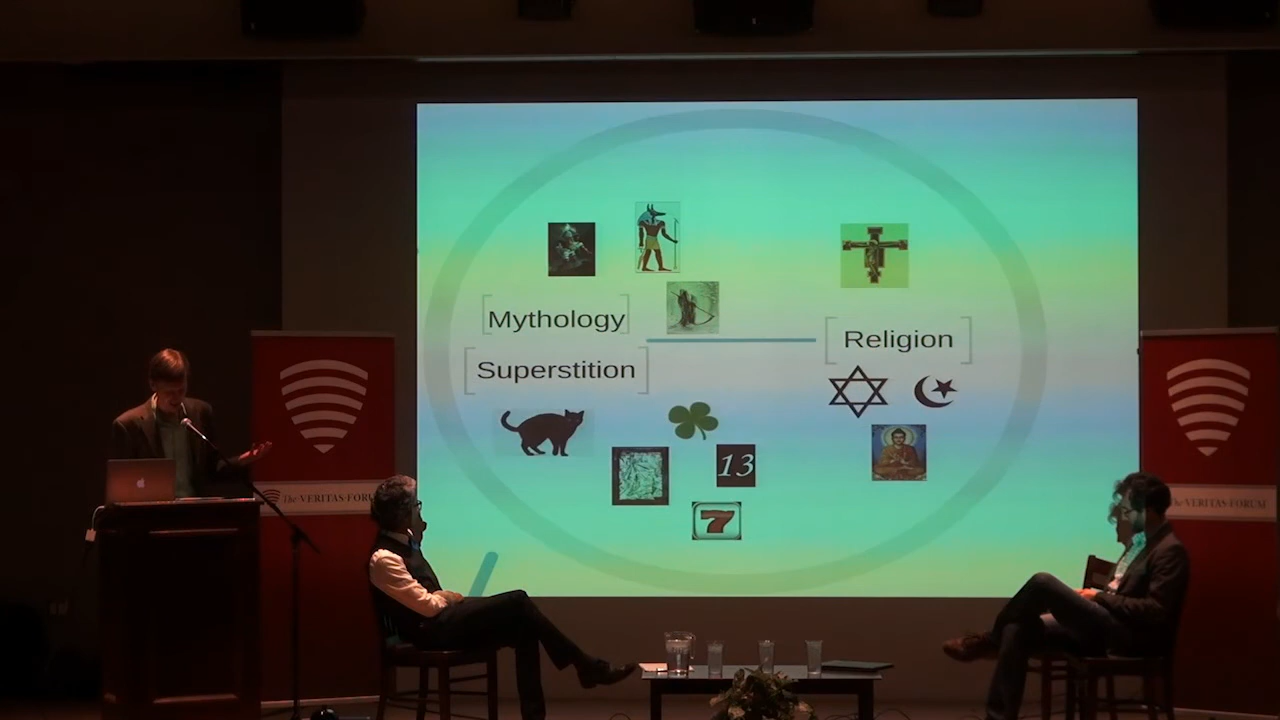 Mythology
Superstition
Religion
13
7
The VERITAS FORUM
The VERITAS FORUM